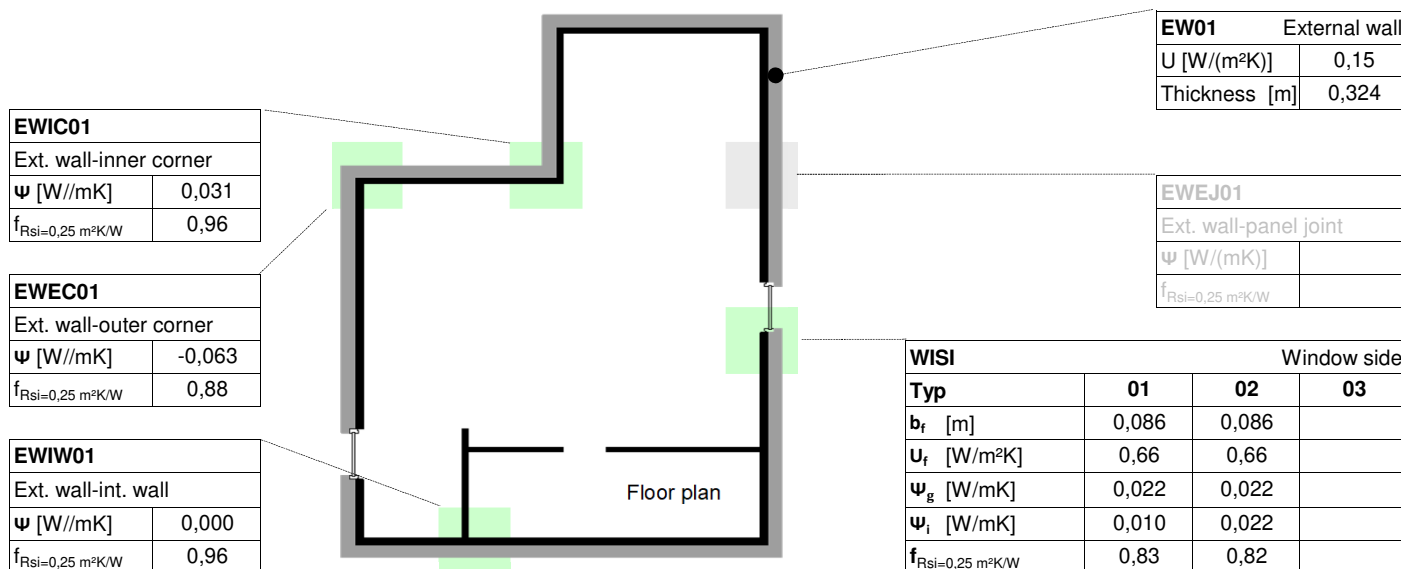 EW01 External wall
U [W/(m²K)] 0,15
Thickness [m] 0,324
EWIC01
Ext. wall-inner corner
Ψ [W//mK] 0,031
fRsi=0,25 m²K/W 0,96
EWEJ01
Ext. wall-panel joint
Ψ [W/(mK)]
fRsi=0,25 m²K/W
EWEC01
Ext. wall-outer corner
Ψ [W//mK] -0,063
fRsi=0,25 m²K/W 0,88
WISI Window side
Typ 01 02 03
bf [m] 0,086 0,086
Uf [W/m²K] 0,66 0,66
Ψg [W/mK] 0,022 0,022
Ψi [W/mK] 0,010 0,022
fRsi=0,25 m²K/W 0,83 0,82
EWIW01
Ext. wall-int. wall
Ψ [W//mK] 0,000
fRsi=0,25 m²K/W 0,96
Floor plan